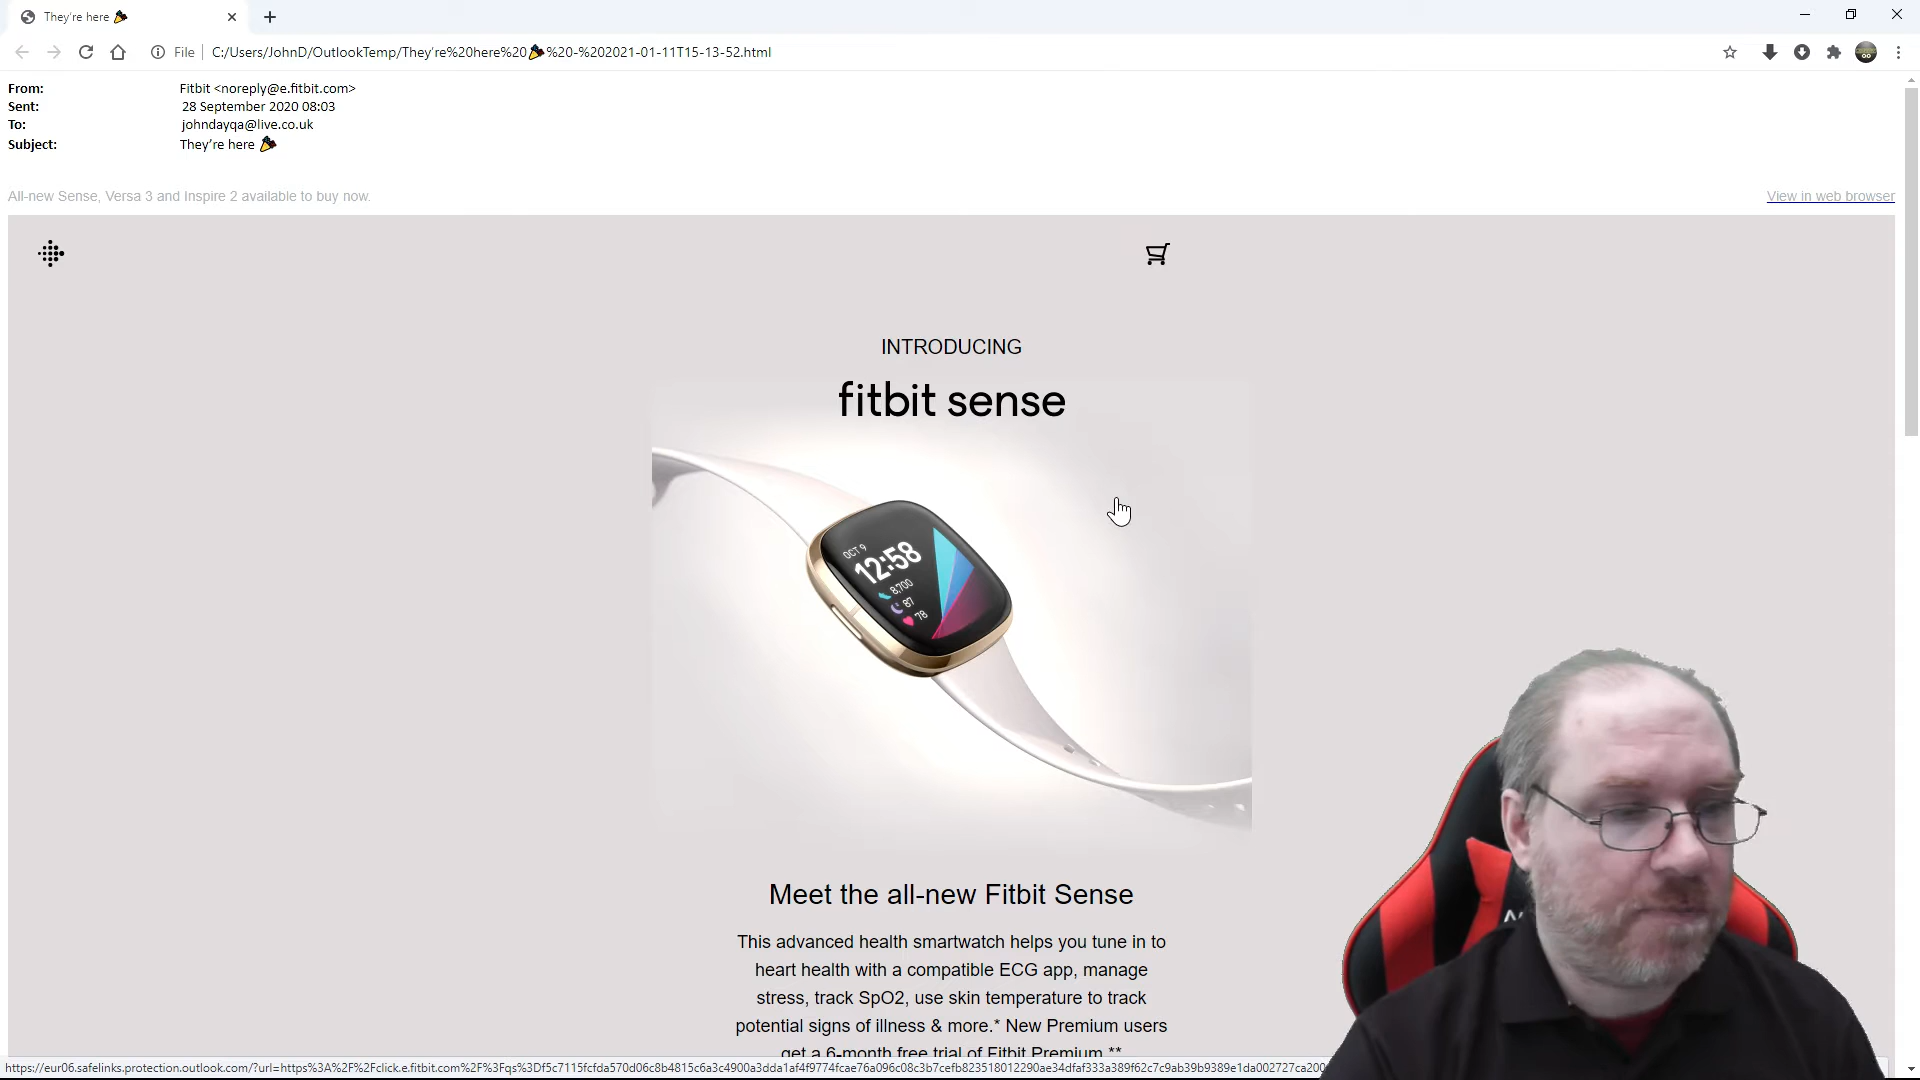 They're here 🎉
File
C:/Users/JohnD/OutlookTemp/They're%20here%20🎉%20-%202021-01-11T15-13-52.html
From: Fitbit <noreply@e.fitbit.com>
Sent: 28 September 2020 08:03
To: johndayqa@live.co.uk
Subject: They're here 🎉
All-new Sense, Versa 3 and Inspire 2 available to buy now.
View in web browser
INTRODUCING
fitbit sense
OCT 9
12:58
8,700
87
78
Meet the all-new Fitbit Sense
This advanced health smartwatch helps you tune in to
heart health with a compatible ECG app, manage
stress, track SpO2, use skin temperature to track
potential signs of illness & more.* New Premium users
get a 6-month free trial of Fitbit Premium.**